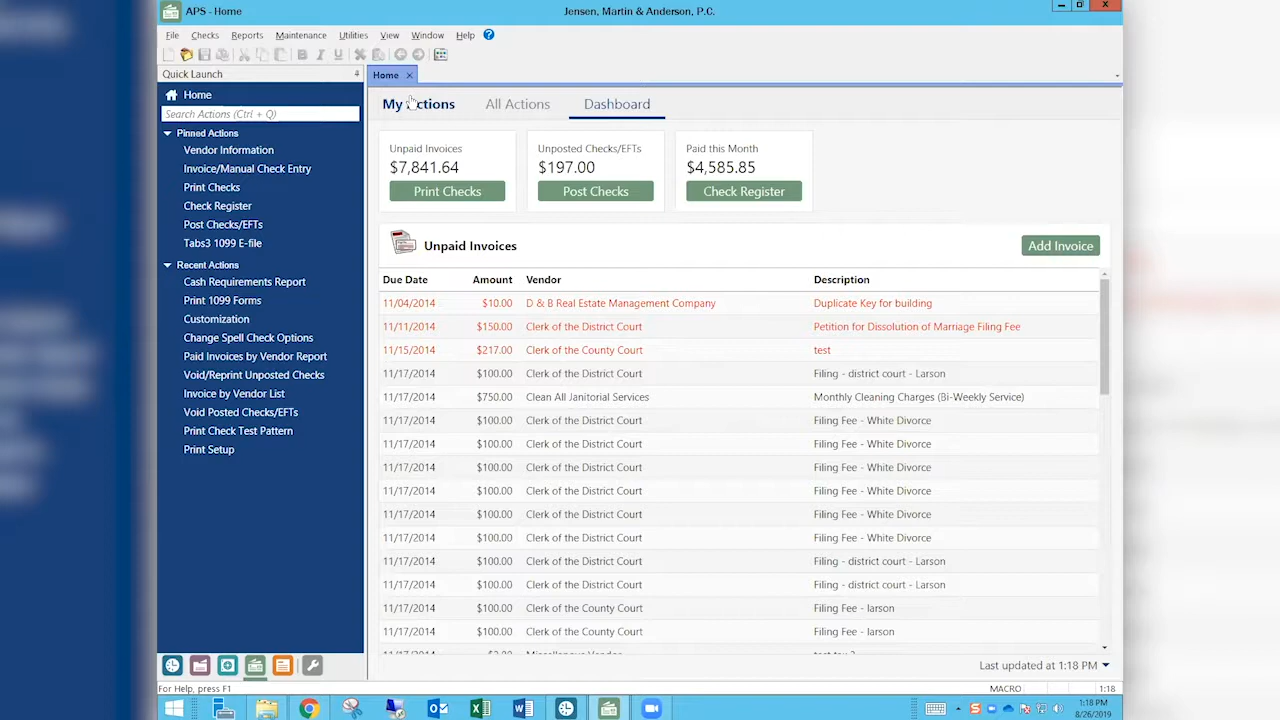 APS - Home
Jensen, Martin & Anderson, P.C.
File Checks Reports Maintenance Utilities View Window Help
Quick Launch
Home
Home
Search Actions (Ctrl + Q)
Pinned Actions
Vendor Information
Invoice/Manual Check Entry
Print Checks
Check Register
Post Checks/EFTs
Tabs3 1099 E-file
Recent Actions
Cash Requirements Report
Print 1099 Forms
Customization
Change Spell Check Options
Paid Invoices by Vendor Report
Void/Reprint Unposted Checks
Invoice by Vendor List
Void Posted Checks/EFTs
Print Check Test Pattern
Print Setup
My Actions All Actions Dashboard
Unpaid Invoices
$7,841.64
Print Checks
Unposted Checks/EFTs
$197.00
Post Checks
Paid this Month
$4,585.85
Check Register
Unpaid Invoices
Add Invoice
Due Date Amount Vendor Description
11/04/2014 $10.00 D & B Real Estate Management Company Duplicate Key for building
11/11/2014 $150.00 Clerk of the District Court Petition for Dissolution of Marriage Filing Fee
11/15/2014 $217.00 Clerk of the County Court test
11/17/2014 $100.00 Clerk of the District Court Filing - district court - Larson
11/17/2014 $750.00 Clean All Janitorial Services Monthly Cleaning Charges (Bi-Weekly Service)
11/17/2014 $100.00 Clerk of the District Court Filing Fee - White Divorce
11/17/2014 $100.00 Clerk of the District Court Filing Fee - White Divorce
11/17/2014 $100.00 Clerk of the District Court Filing Fee - White Divorce
11/17/2014 $100.00 Clerk of the District Court Filing Fee - White Divorce
11/17/2014 $100.00 Clerk of the District Court Filing Fee - White Divorce
11/17/2014 $100.00 Clerk of the District Court Filing Fee - White Divorce
11/17/2014 $100.00 Clerk of the District Court Filing - district court - Larson
11/17/2014 $100.00 Clerk of the District Court Filing - district court - Larson
11/17/2014 $100.00 Clerk of the County Court Filing Fee - larson
11/17/2014 $100.00 Clerk of the County Court Filing Fee - larson
Last updated at 1:18 PM
For Help, press F1
MACRO
1:18
1:18 PM
8/26/2019